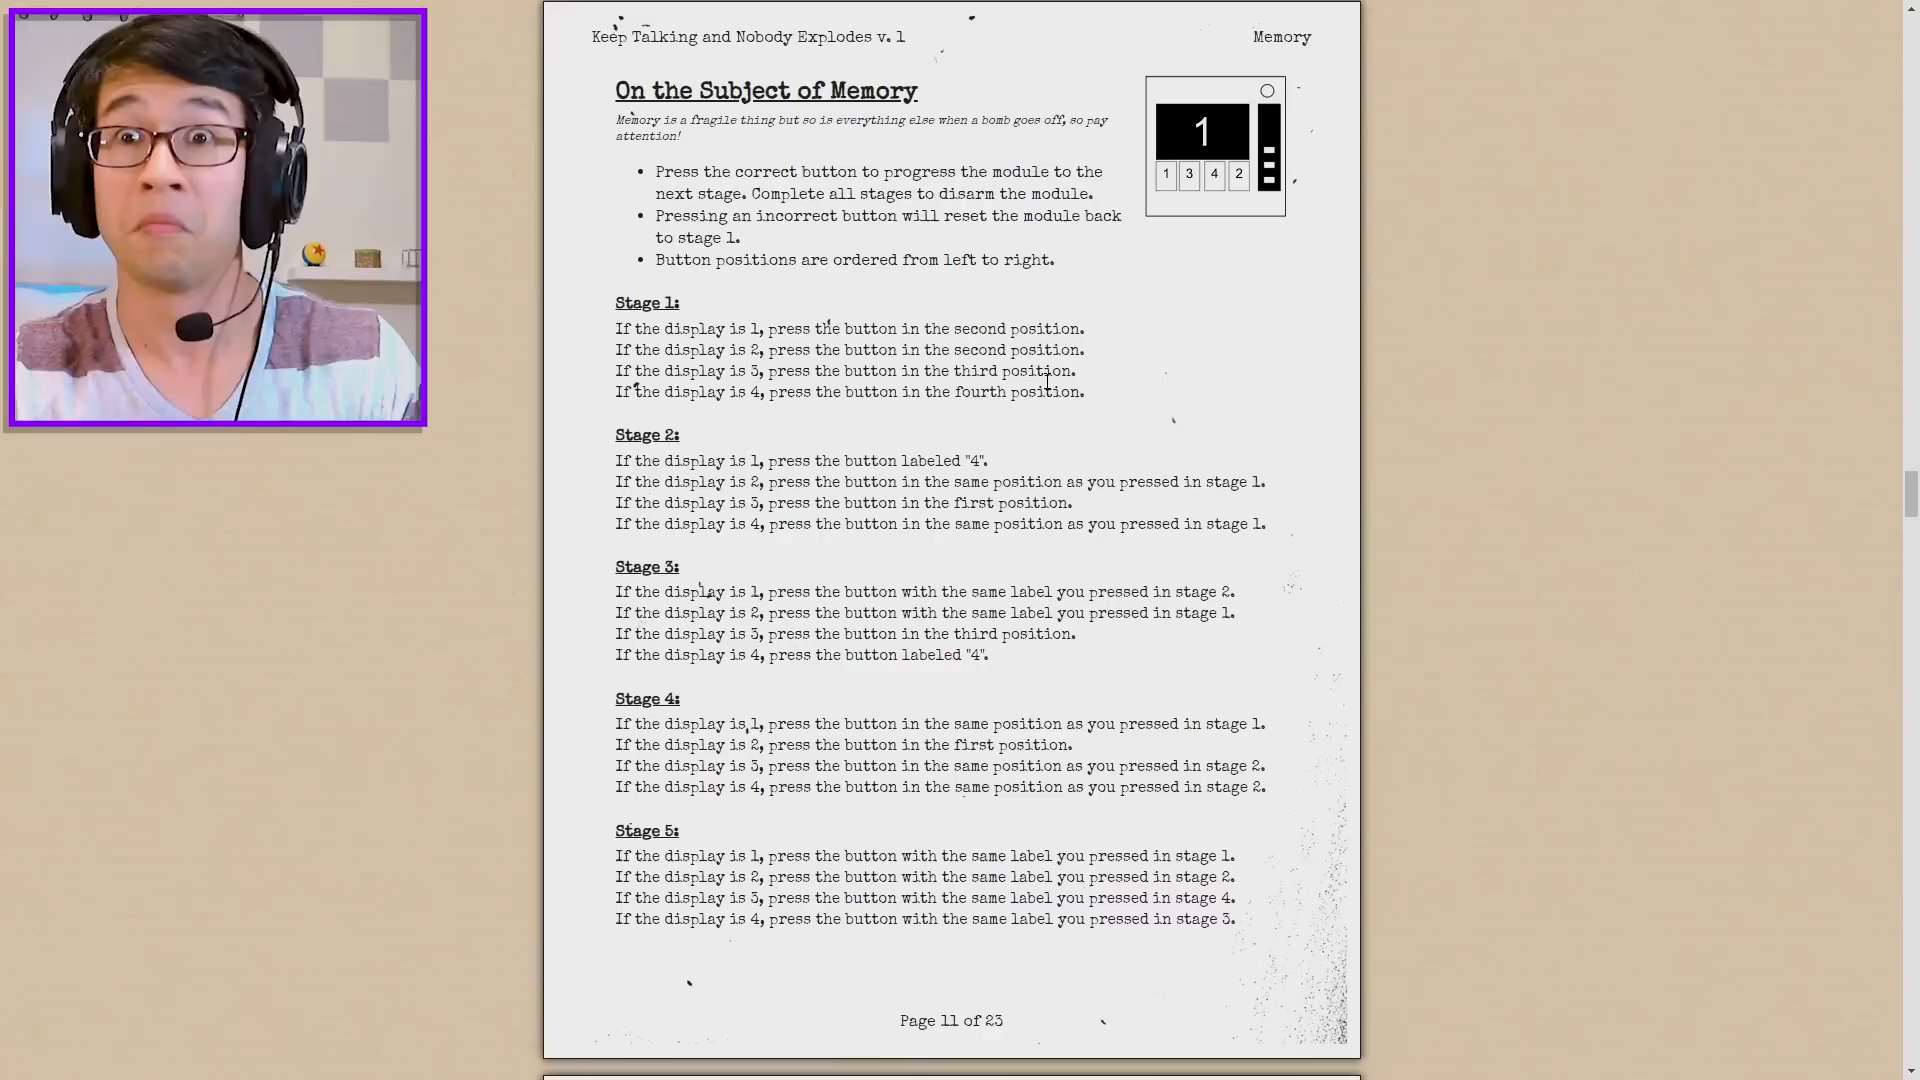 Keep Talking and Nobody Explodes v. 1
Memory
On the Subject of Memory
Memory is a fragile thing but so is everything else when a bomb goes off, so pay
attention!
1
1 3 4 2
• Press the correct button to progress the module to the
next stage. Complete all stages to disarm the module.
• Pressing an incorrect button will reset the module back
to stage 1.
• Button positions are ordered from left to right.
Stage 1:
If the display is 1, press the button in the second position.
If the display is 2, press the button in the second position.
If the display is 3, press the button in the third position.
If the display is 4, press the button in the fourth position.
Stage 2:
If the display is 1, press the button labeled "4".
If the display is 2, press the button in the same position as you pressed in stage 1.
If the display is 3, press the button in the first position.
If the display is 4, press the button in the same position as you pressed in stage 1.
Stage 3:
If the display is 1, press the button with the same label you pressed in stage 2.
If the display is 2, press the button with the same label you pressed in stage 1.
If the display is 3, press the button in the third position.
If the display is 4, press the button labeled "4".
Stage 4:
If the display is 1, press the button in the same position as you pressed in stage 1.
If the display is 2, press the button in the first position.
If the display is 3, press the button in the same position as you pressed in stage 2.
If the display is 4, press the button in the same position as you pressed in stage 2.
Stage 5:
If the display is 1, press the button with the same label you pressed in stage 1.
If the display is 2, press the button with the same label you pressed in stage 2.
If the display is 3, press the button with the same label you pressed in stage 4.
If the display is 4, press the button with the same label you pressed in stage 3.
Page 11 of 23